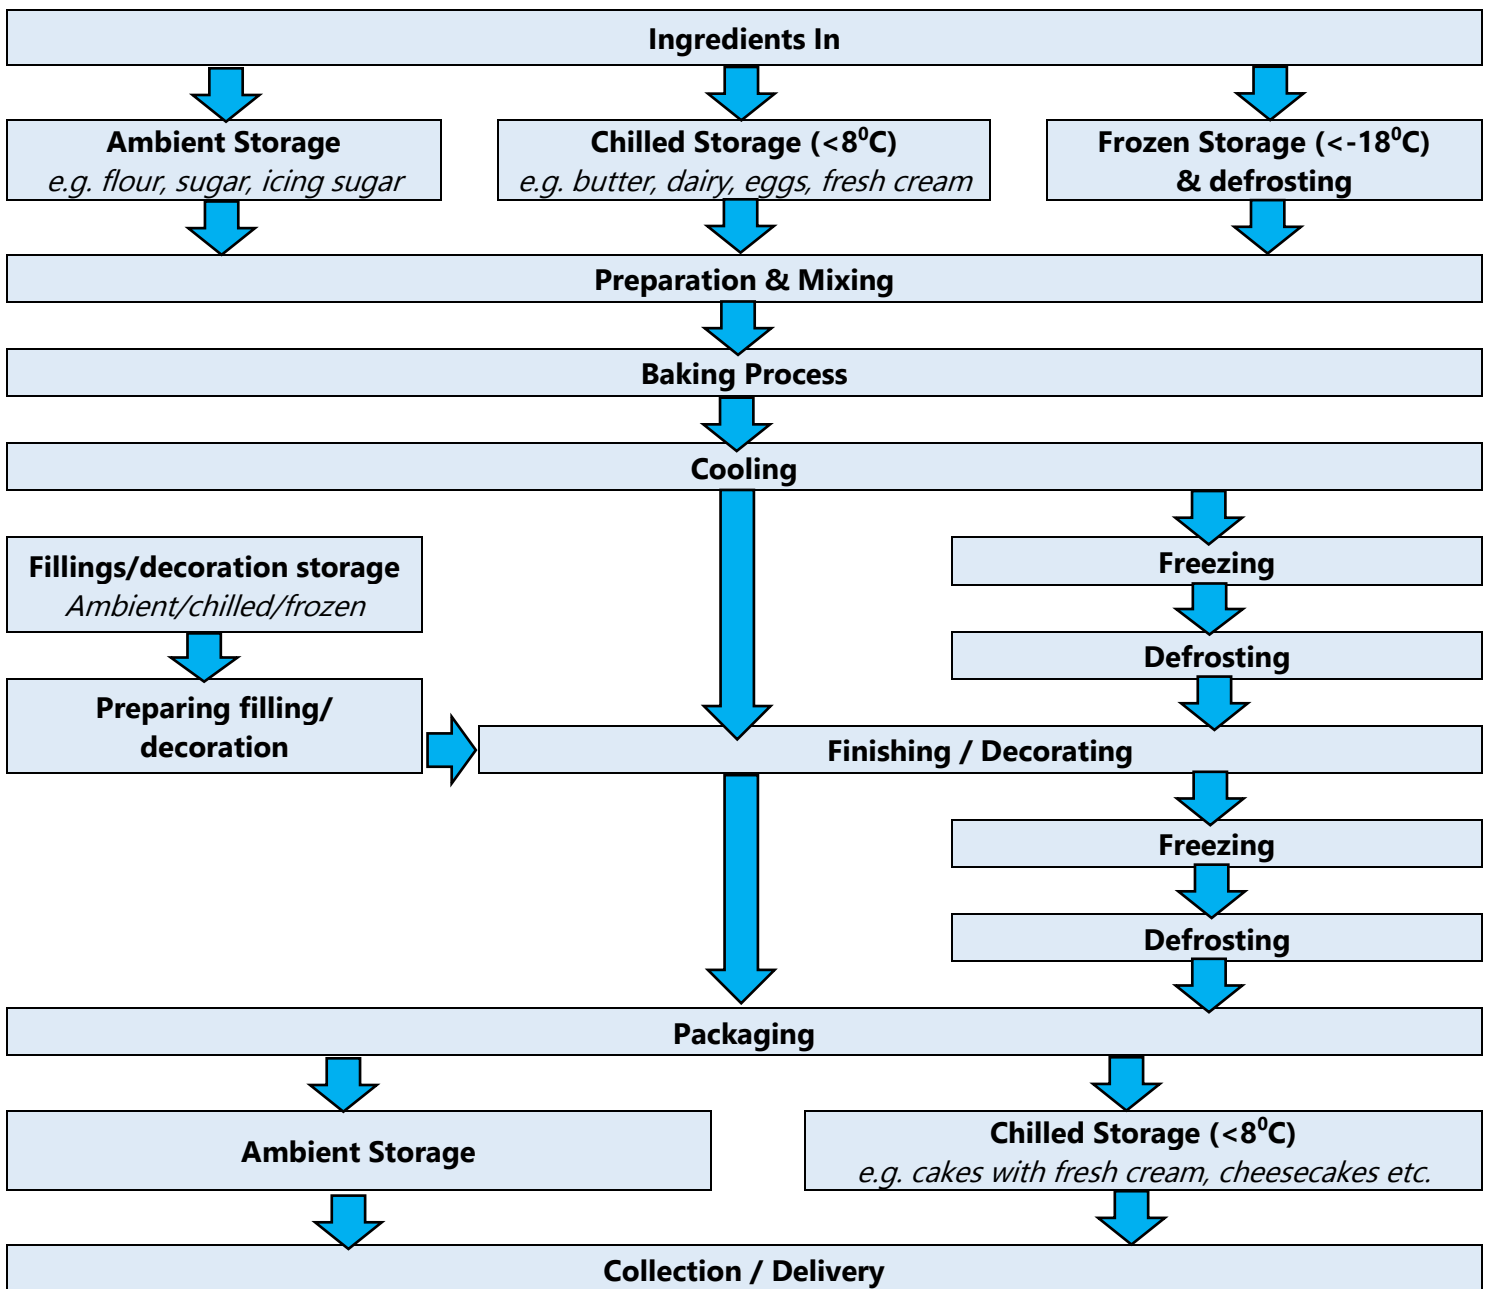 Ingredients In
Ambient Storage
e.g. flour, sugar, icing sugar
Chilled Storage (<8⁰C)
e.g. butter, dairy, eggs, fresh cream
Frozen Storage (<-18⁰C)
& defrosting
Preparation & Mixing
Baking Process
Cooling
Fillings/decoration storage
Ambient/chilled/frozen
Freezing
Defrosting
Preparing filling/
decoration
Finishing / Decorating
Freezing
Defrosting
Packaging
Ambient Storage
Chilled Storage (<8⁰C)
e.g. cakes with fresh cream, cheesecakes etc.
Collection / Delivery